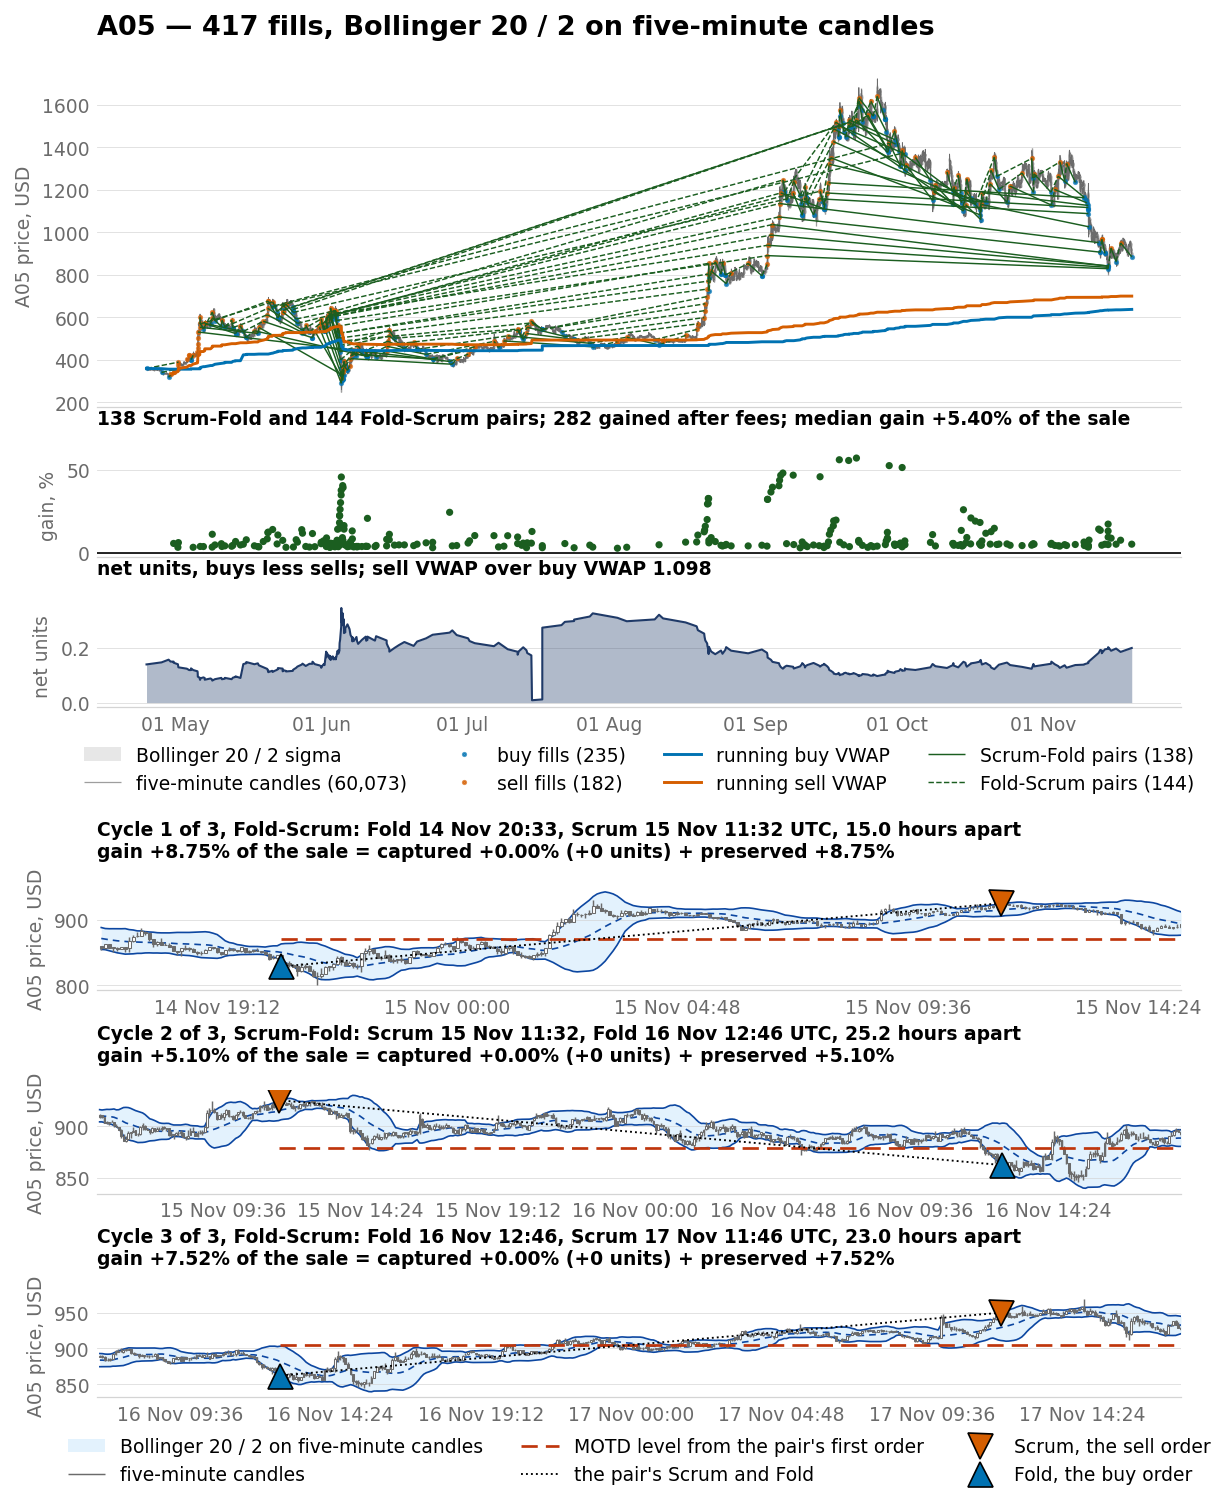 A05 — 417 fills, Bollinger 20 / 2 on five-minute candles
A05 price, USD
1600
1400
1200
1000
800
600
400
200
138 Scrum-Fold and 144 Fold-Scrum pairs; 282 gained after fees; median gain +5.40% of the sale
gain, %
50
0
net units, buys less sells; sell VWAP over buy VWAP 1.098
net units
0.2
0.0
01 May 01 Jun 01 Jul 01 Aug 01 Sep 01 Oct 01 Nov
Bollinger 20 / 2 sigma buy fills (235) running buy VWAP Scrum-Fold pairs (138)
five-minute candles (60,073) sell fills (182) running sell VWAP Fold-Scrum pairs (144)
Cycle 1 of 3, Fold-Scrum: Fold 14 Nov 20:33, Scrum 15 Nov 11:32 UTC, 15.0 hours apart
gain +8.75% of the sale = captured +0.00% (+0 units) + preserved +8.75%
A05 price, USD
900
800
14 Nov 19:12 15 Nov 00:00 15 Nov 04:48 15 Nov 09:36 15 Nov 14:24
Cycle 2 of 3, Scrum-Fold: Scrum 15 Nov 11:32, Fold 16 Nov 12:46 UTC, 25.2 hours apart
gain +5.10% of the sale = captured +0.00% (+0 units) + preserved +5.10%
A05 price, USD
900
850
15 Nov 09:36 15 Nov 14:24 15 Nov 19:12 16 Nov 00:00 16 Nov 04:48 16 Nov 09:36 16 Nov 14:24
Cycle 3 of 3, Fold-Scrum: Fold 16 Nov 12:46, Scrum 17 Nov 11:46 UTC, 23.0 hours apart
gain +7.52% of the sale = captured +0.00% (+0 units) + preserved +7.52%
A05 price, USD
950
900
850
16 Nov 09:36 16 Nov 14:24 16 Nov 19:12 17 Nov 00:00 17 Nov 04:48 17 Nov 09:36 17 Nov 14:24
Bollinger 20 / 2 on five-minute candles MOTD level from the pair's first order Scrum, the sell order
five-minute candles the pair's Scrum and Fold Fold, the buy order